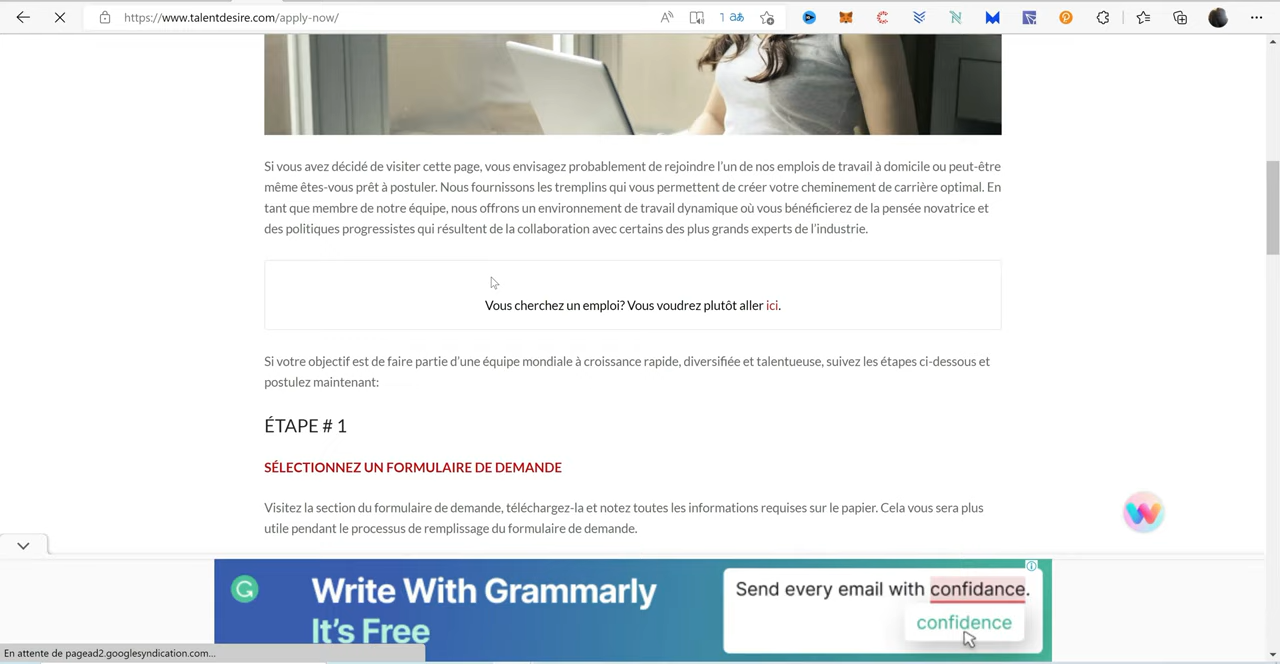 https://www.talentdesire.com/apply-now/
Si vous avez décidé de visiter cette page, vous envisagez probablement de rejoindre l'un de nos emplois de travail à domicile ou peut-être
même êtes-vous prêt à postuler. Nous fournissons les tremplins qui vous permettent de créer votre cheminement de carrière optimal. En
tant que membre de notre équipe, nous offrons un environnement de travail dynamique où vous bénéficierez de la pensée novatrice et
des politiques progressistes qui résultent de la collaboration avec certains des plus grands experts de l'industrie.
Vous cherchez un emploi? Vous voudrez plutôt aller ici.
Si votre objectif est de faire partie d'une équipe mondiale à croissance rapide, diversifiée et talentueuse, suivez les étapes ci-dessous et
postulez maintenant:
ÉTAPE # 1
SÉLECTIONNEZ UN FORMULAIRE DE DEMANDE
Visitez la section du formulaire de demande, téléchargez-la et notez toutes les informations requises sur le papier. Cela vous sera plus
utile pendant le processus de remplissage du formulaire de demande.
Write With Grammarly
It's Free
Send every email with confidance.
confidence
En attente de pagead2.googlesyndication.com...